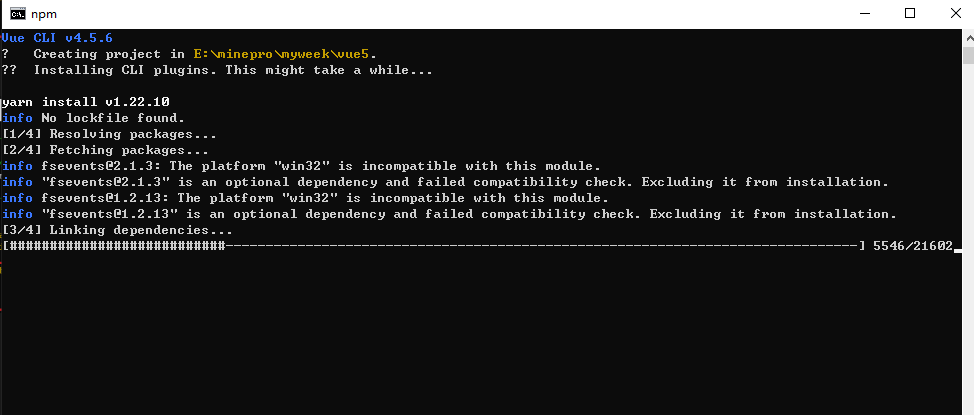 npm
Vue CLI v4.5.6
?   Creating project in E:\minepro\myweek\vue5.
??  Installing CLI plugins. This might take a while...
yarn install v1.22.10
info No lockfile found.
[1/4] Resolving packages...
[2/4] Fetching packages...
info fsevents@2.1.3: The platform "win32" is incompatible with this module.
info "fsevents@2.1.3" is an optional dependency and failed compatibility check. Excluding it from installation.
info fsevents@1.2.13: The platform "win32" is incompatible with this module.
info "fsevents@1.2.13" is an optional dependency and failed compatibility check. Excluding it from installation.
[3/4] Linking dependencies...
[###########################-------------------------------------------------------------------------------] 5546/21602